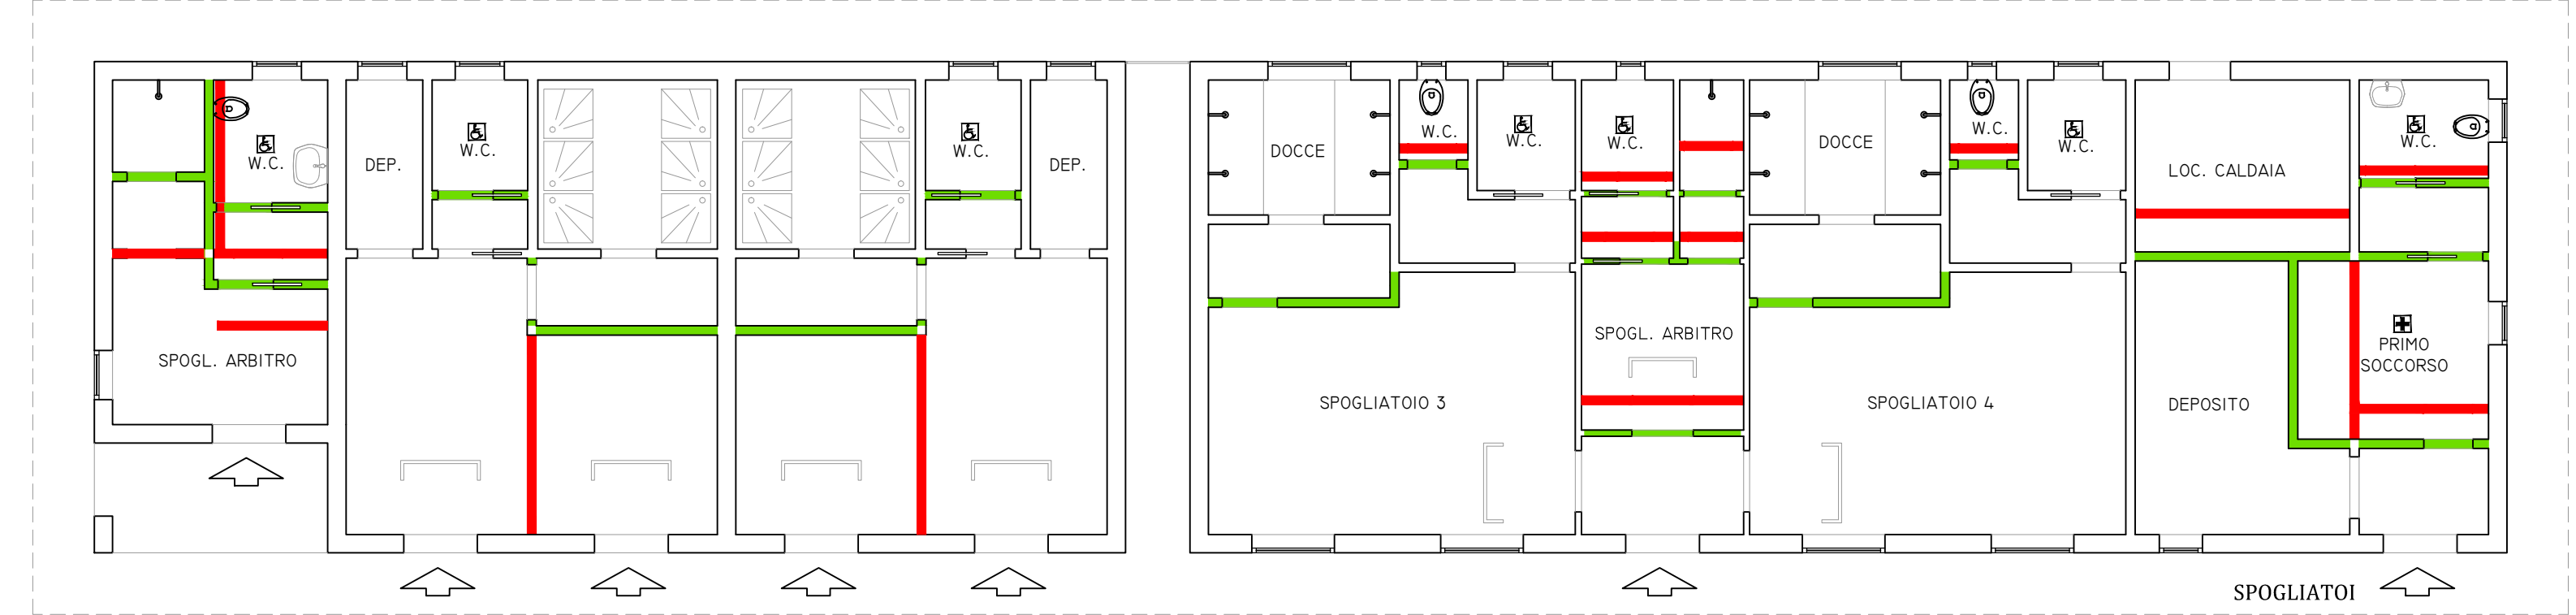 W.C.
DEP.
W.C.
W.C.
DEP.
SPOGL. ARBITRO
DOCCE
W.C.
W.C.
W.C.
DOCCE
W.C.
W.C.
LOC. CALDAIA
W.C.
SPOGL. ARBITRO
PRIMO
SOCCORSO
SPOGLIATOIO 3
SPOGLIATOIO 4
DEPOSITO
SPOGLIATOI